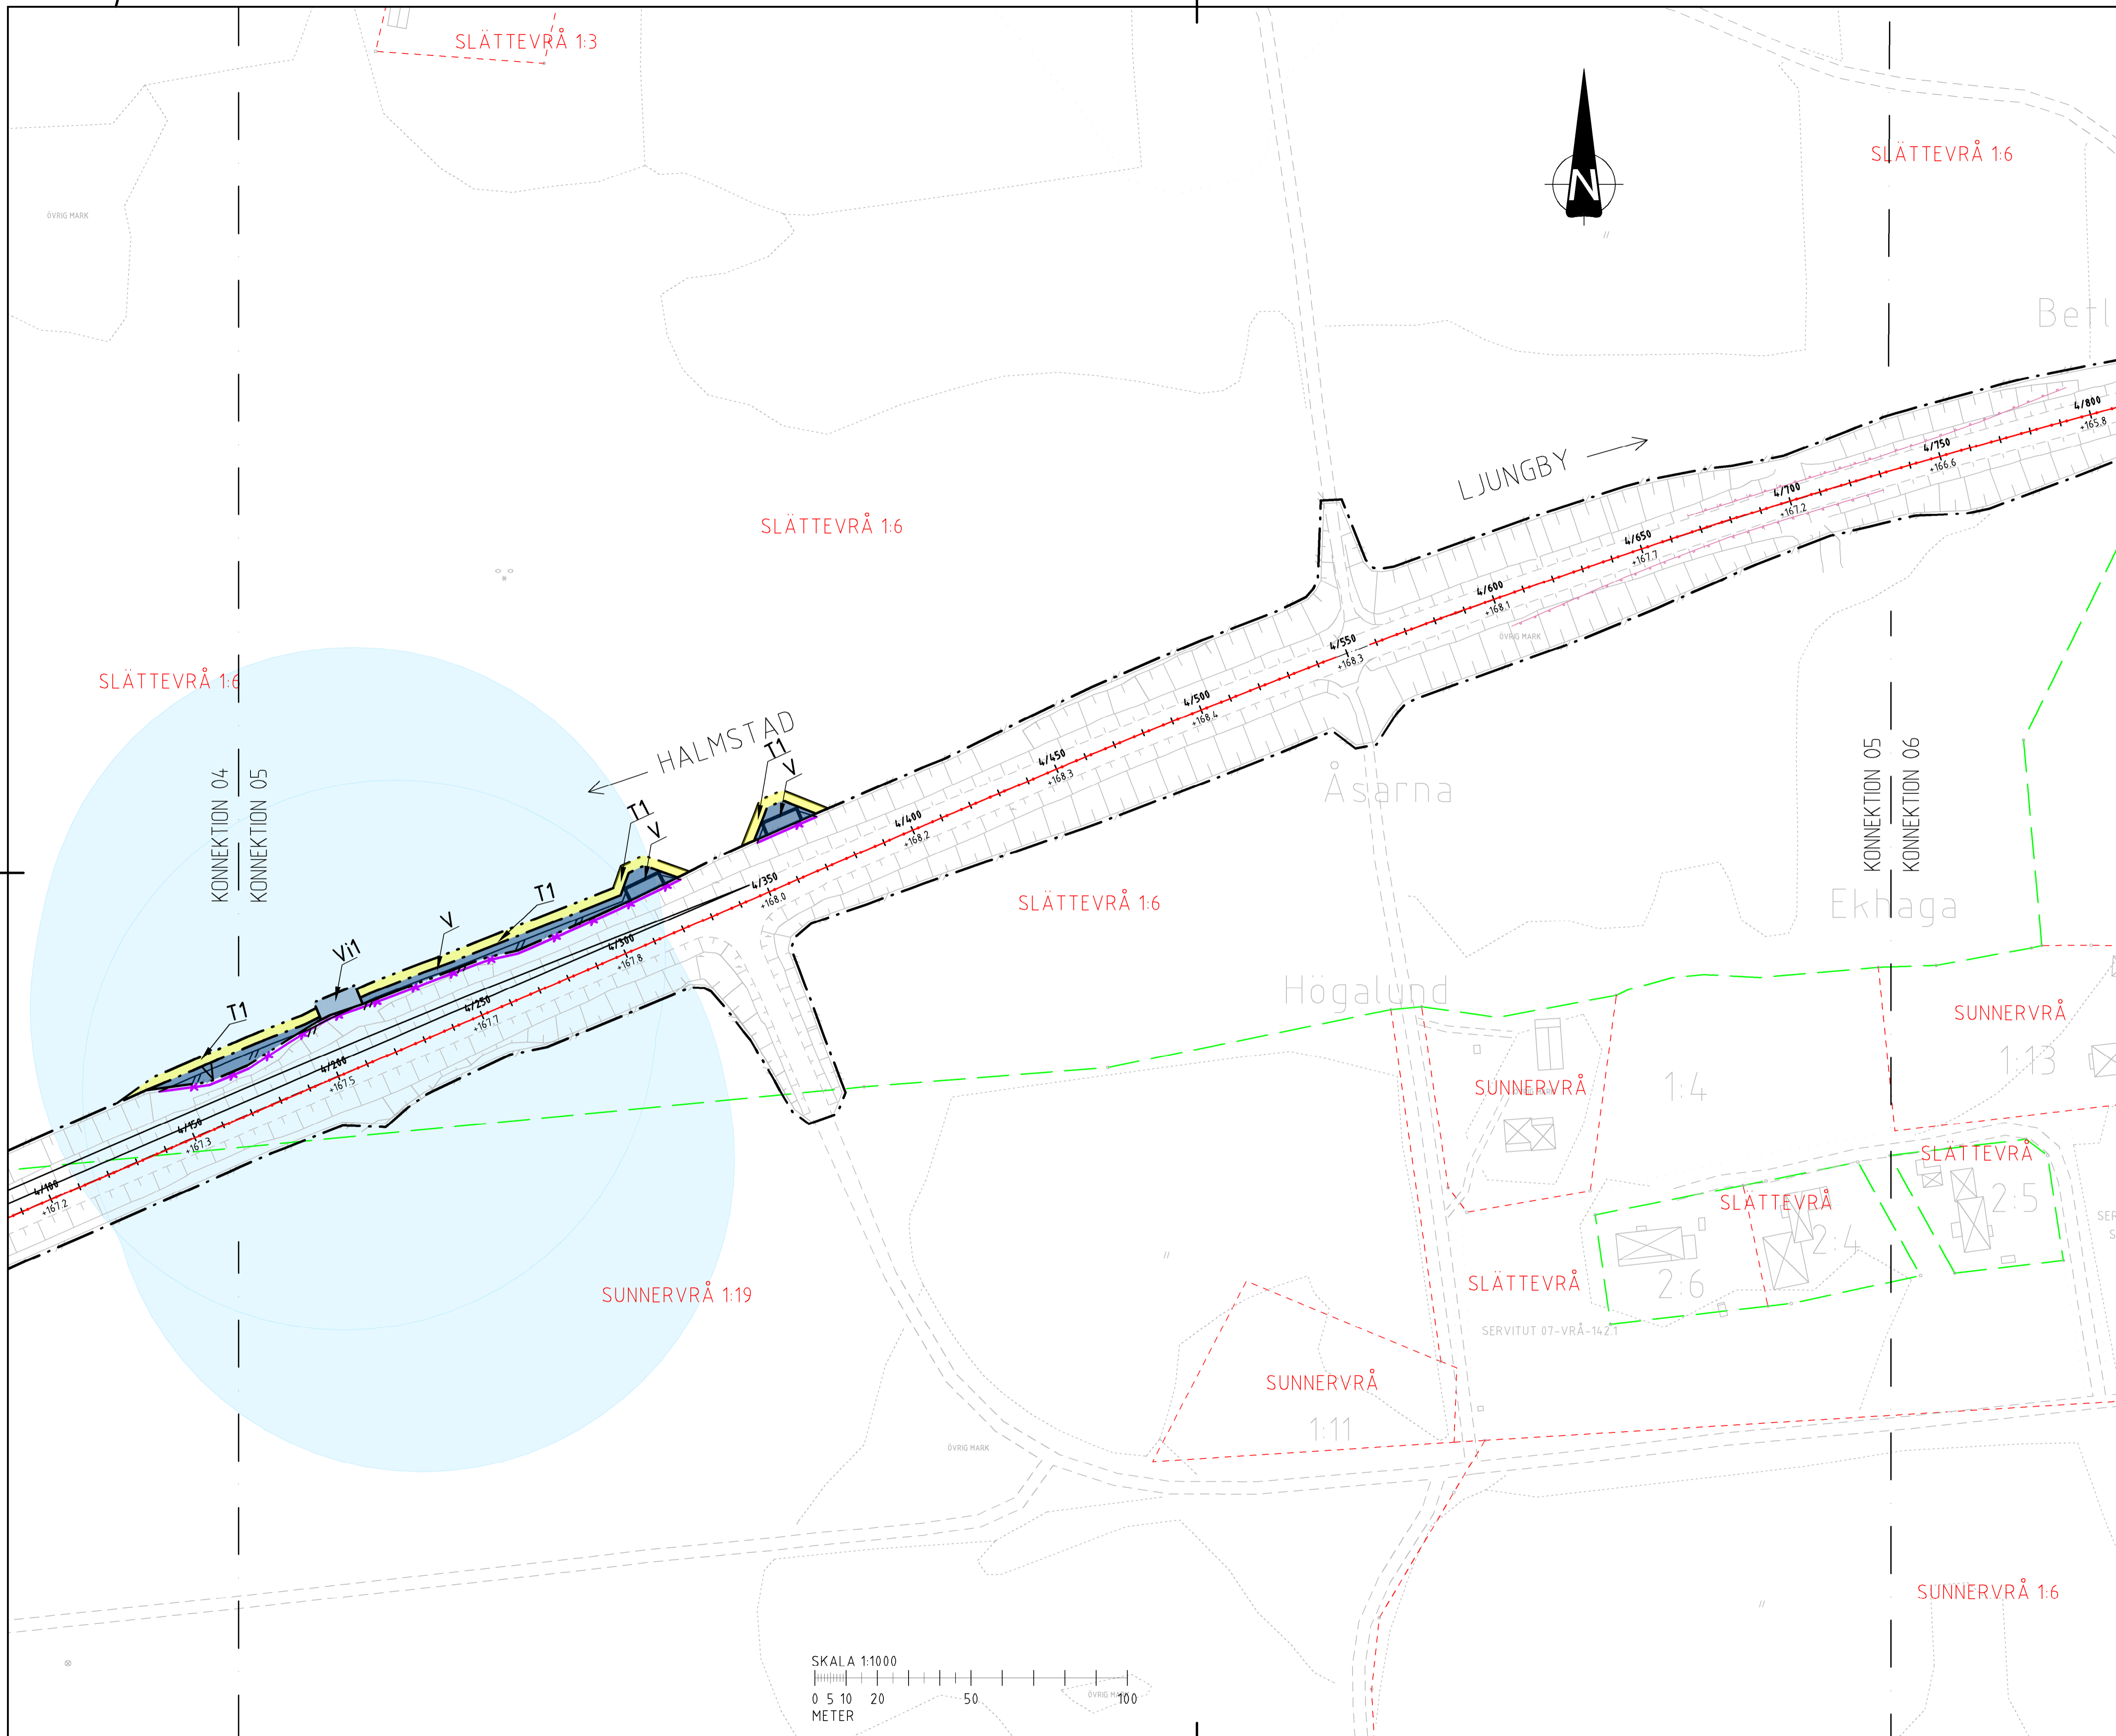 SLÄTTEVRÅ 1:3
SLÄTTEVRÅ 1:6
N
ÖVRIG MARK
4/800
+165.8
4/750
+166.6
LJUNGBY
4/700
+167.2
SLÄTTEVRÅ 1:6
4/650
+167.7
4/600
+168.1
ÖVRIG MARK
4/550
+168.3
SLÄTTEVRÅ 1:6
4/500
+168.4
HALMSTAD
T1
V
4/450
+168.3
Åsarna
KONNEKTION 04
KONNEKTION 05
KONNEKTION 05
KONNEKTION 06
T1
V
4/400
+168.2
4/350
+168.0
SLÄTTEVRÅ 1:6
Ekhaga
T1
V
Vi1
4/300
+167.8
Högalund
T1
4/250
+167.7
SUNNERVRÅ
1:13
V
4/200
+167.5
SUNNERVRÅ
1:4
4/150
+167.3
SLÄTTEVRÅ
2:5
4/100
+167.2
SLÄTTEVRÅ
2:4
SLÄTTEVRÅ
2:6
SUNNERVRÅ 1:19
SERVITUT 07-VRÅ-142.1
SUNNERVRÅ
1:11
ÖVRIG MARK
SUNNERVRÅ 1:6
SKALA 1:1000
0 5 10 20 50 100
METER
ÖVRIG MARK